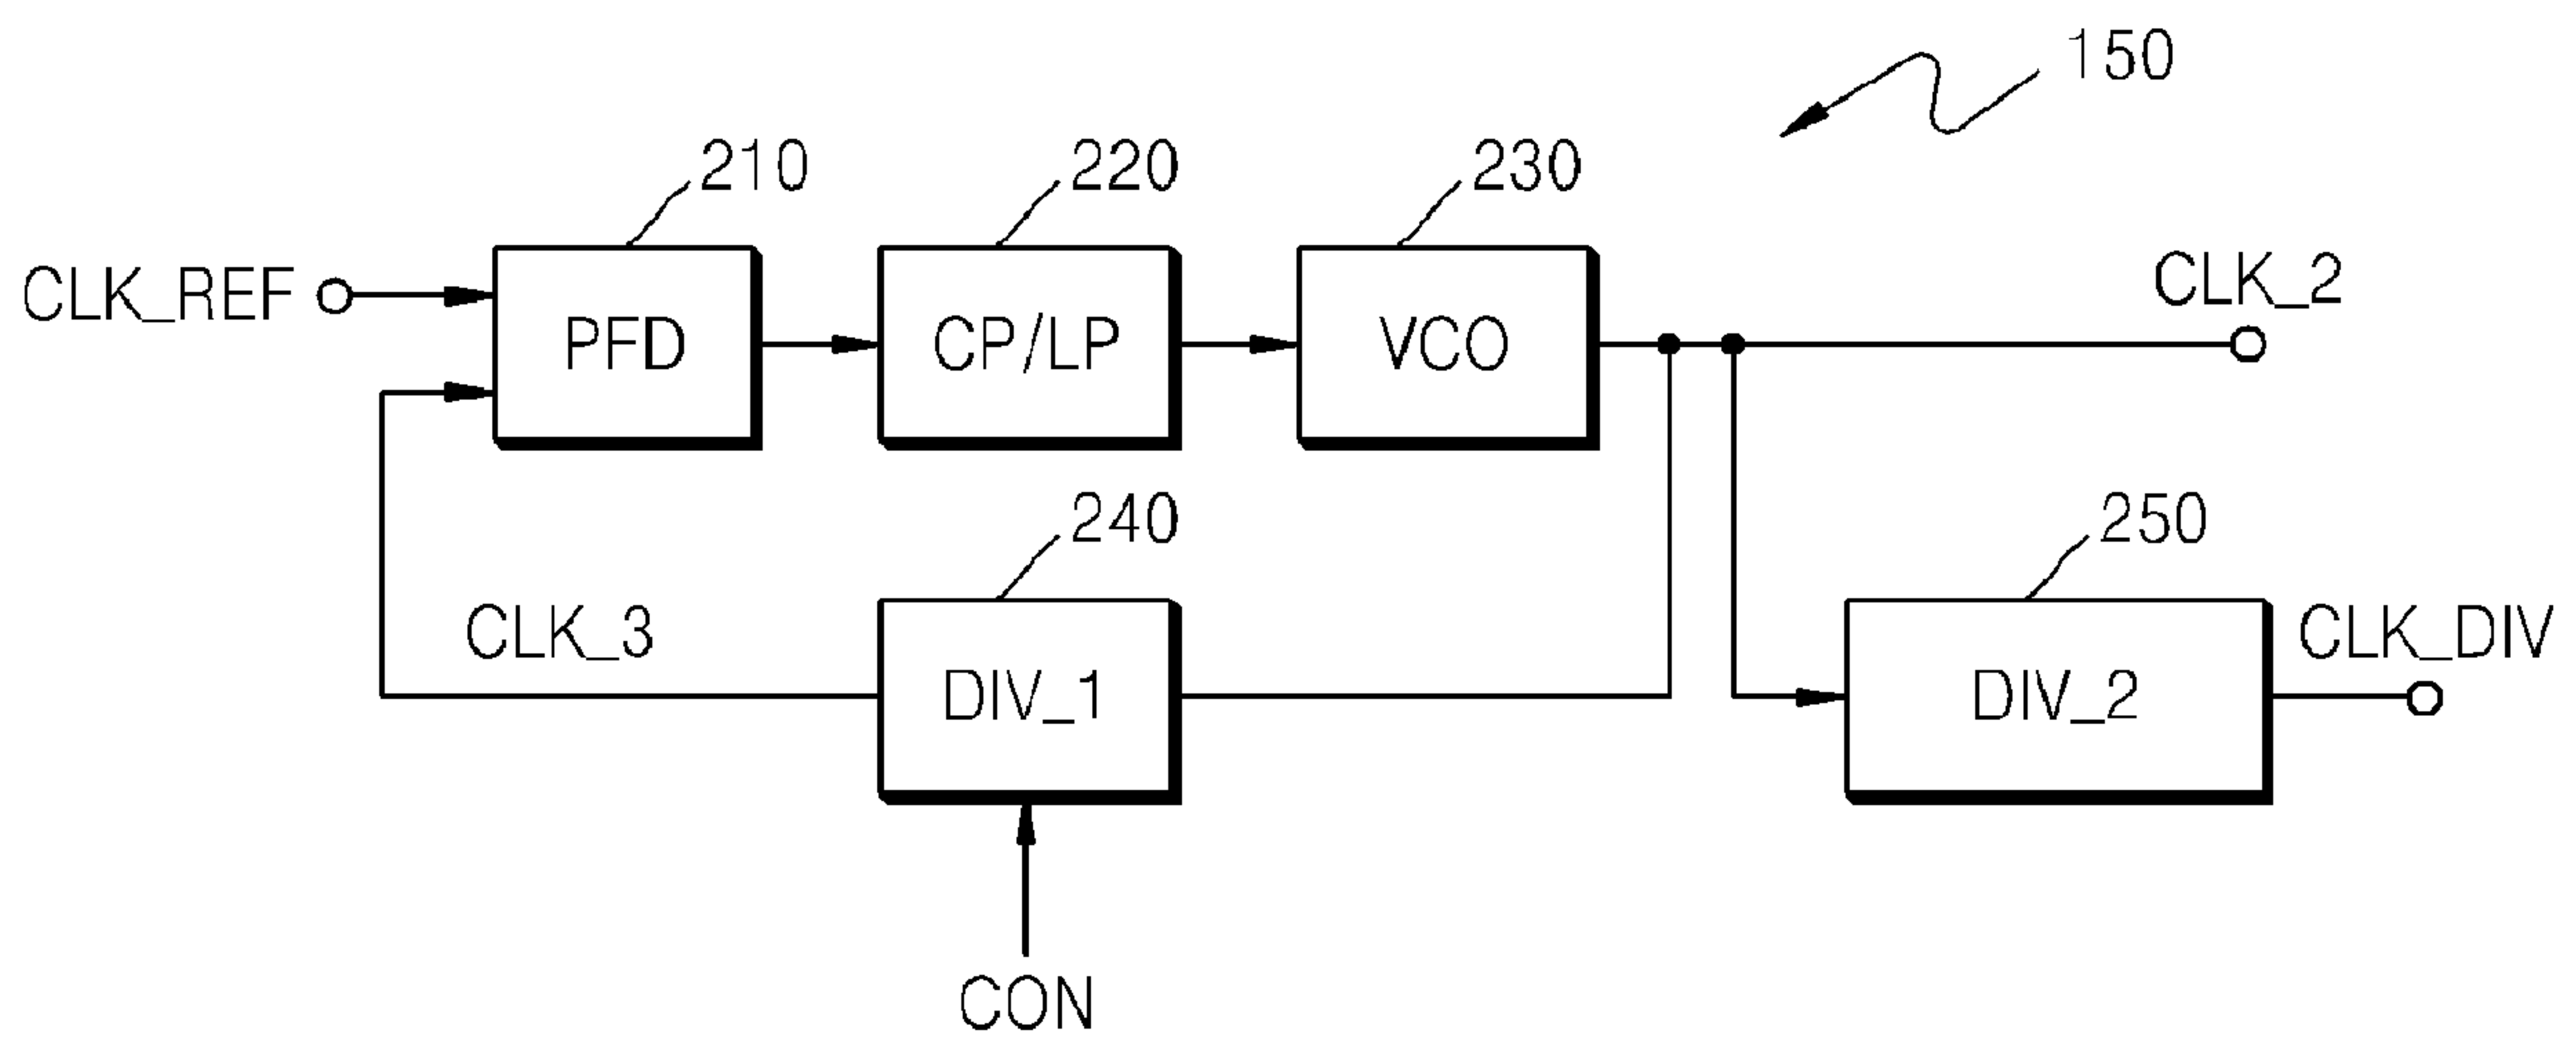 150
210
220
230
CLK_REF
PFD
CP/LP
VCO
CLK_2
240
250
CLK_3
DIV_1
DIV_2
CLK_DIV
CON